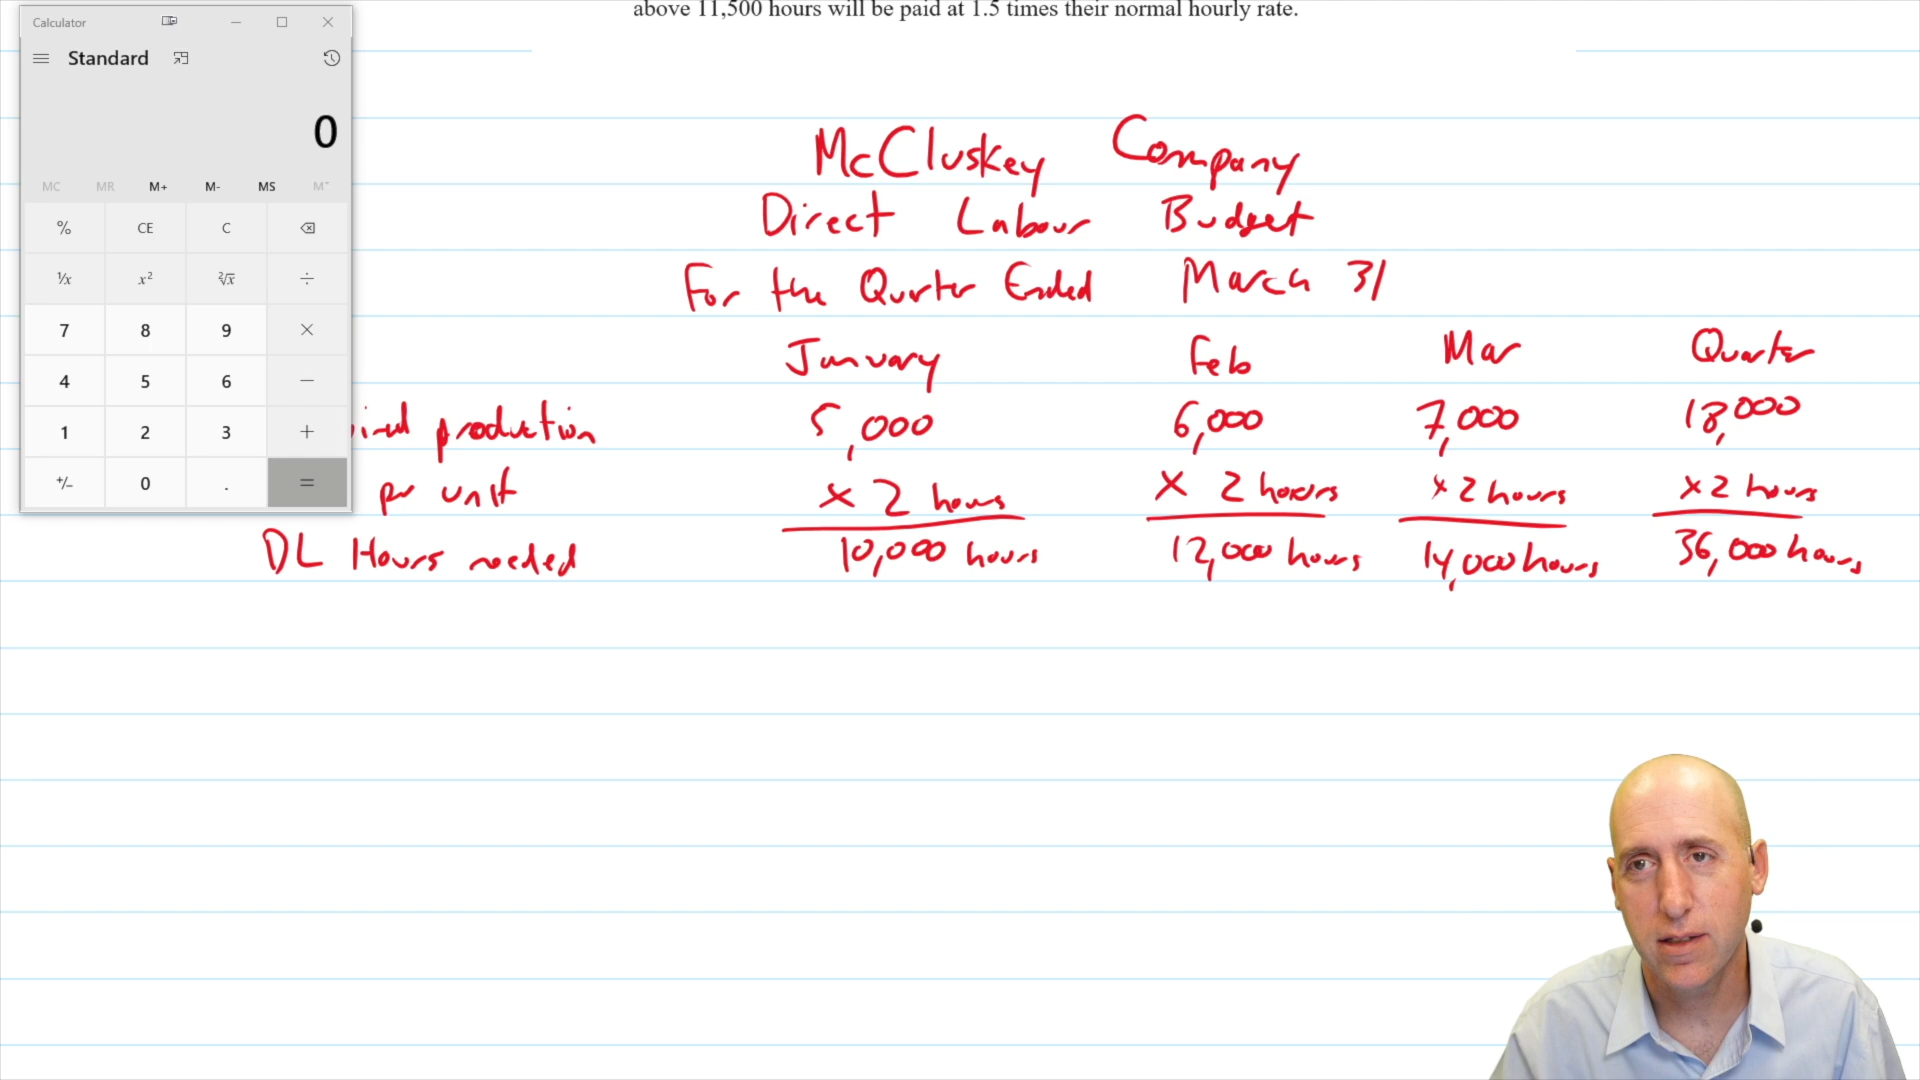 above 11,500 hours will be paid at 1.5 times their normal hourly rate.
Calculator
Standard
0
MC MR M+ M- MS M˅
% CE C
¹/x x² ²√x ÷
7 8 9 ×
4 5 6 −
1 2 3 +
+/− 0 . =
McCluskey Company
Direct Labour Budget
For the Quarter Ended March 31
January Feb Mar Quarter
production 5,000 6,000 7,000 18,000
per unit × 2 hours × 2 hours × 2 hours × 2 hours
DL Hours needed 10,000 hours 12,000 hours 14,000 hours 36,000 hours